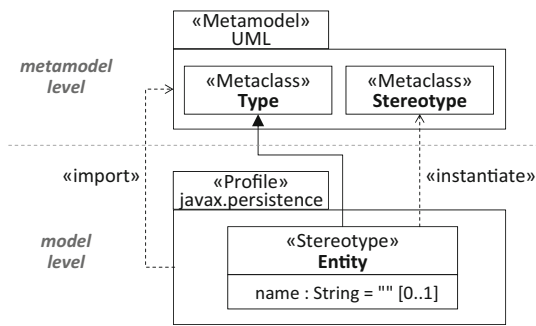 «Metamodel»
UML
metamodel
level
«Metaclass»
Type
«Metaclass»
Stereotype
«import»
«instantiate»
«Profile»
javax.persistence
model
level
«Stereotype»
Entity
name : String = "" [0..1]